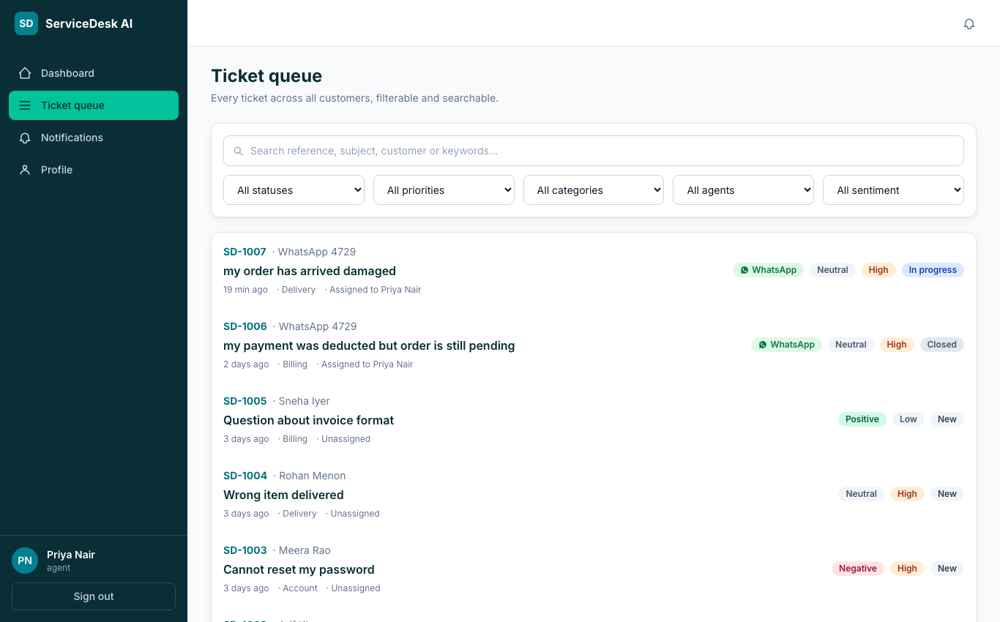 SD ServiceDesk AI
Dashboard
Ticket queue
Notifications
Profile
PN Priya Nair
agent
Sign out
Ticket queue
Every ticket across all customers, filterable and searchable.
Search reference, subject, customer or keywords...
All statuses All priorities All categories All agents All sentiment
SD-1007 · WhatsApp 4729
my order has arrived damaged
WhatsApp Neutral High In progress
19 min ago · Delivery · Assigned to Priya Nair
SD-1006 · WhatsApp 4729
my payment was deducted but order is still pending
WhatsApp Neutral High Closed
2 days ago · Billing · Assigned to Priya Nair
SD-1005 · Sneha Iyer
Question about invoice format
Positive Low New
3 days ago · Billing · Unassigned
SD-1004 · Rohan Menon
Wrong item delivered
Neutral High New
3 days ago · Delivery · Unassigned
SD-1003 · Meera Rao
Cannot reset my password
Negative High New
3 days ago · Account · Unassigned